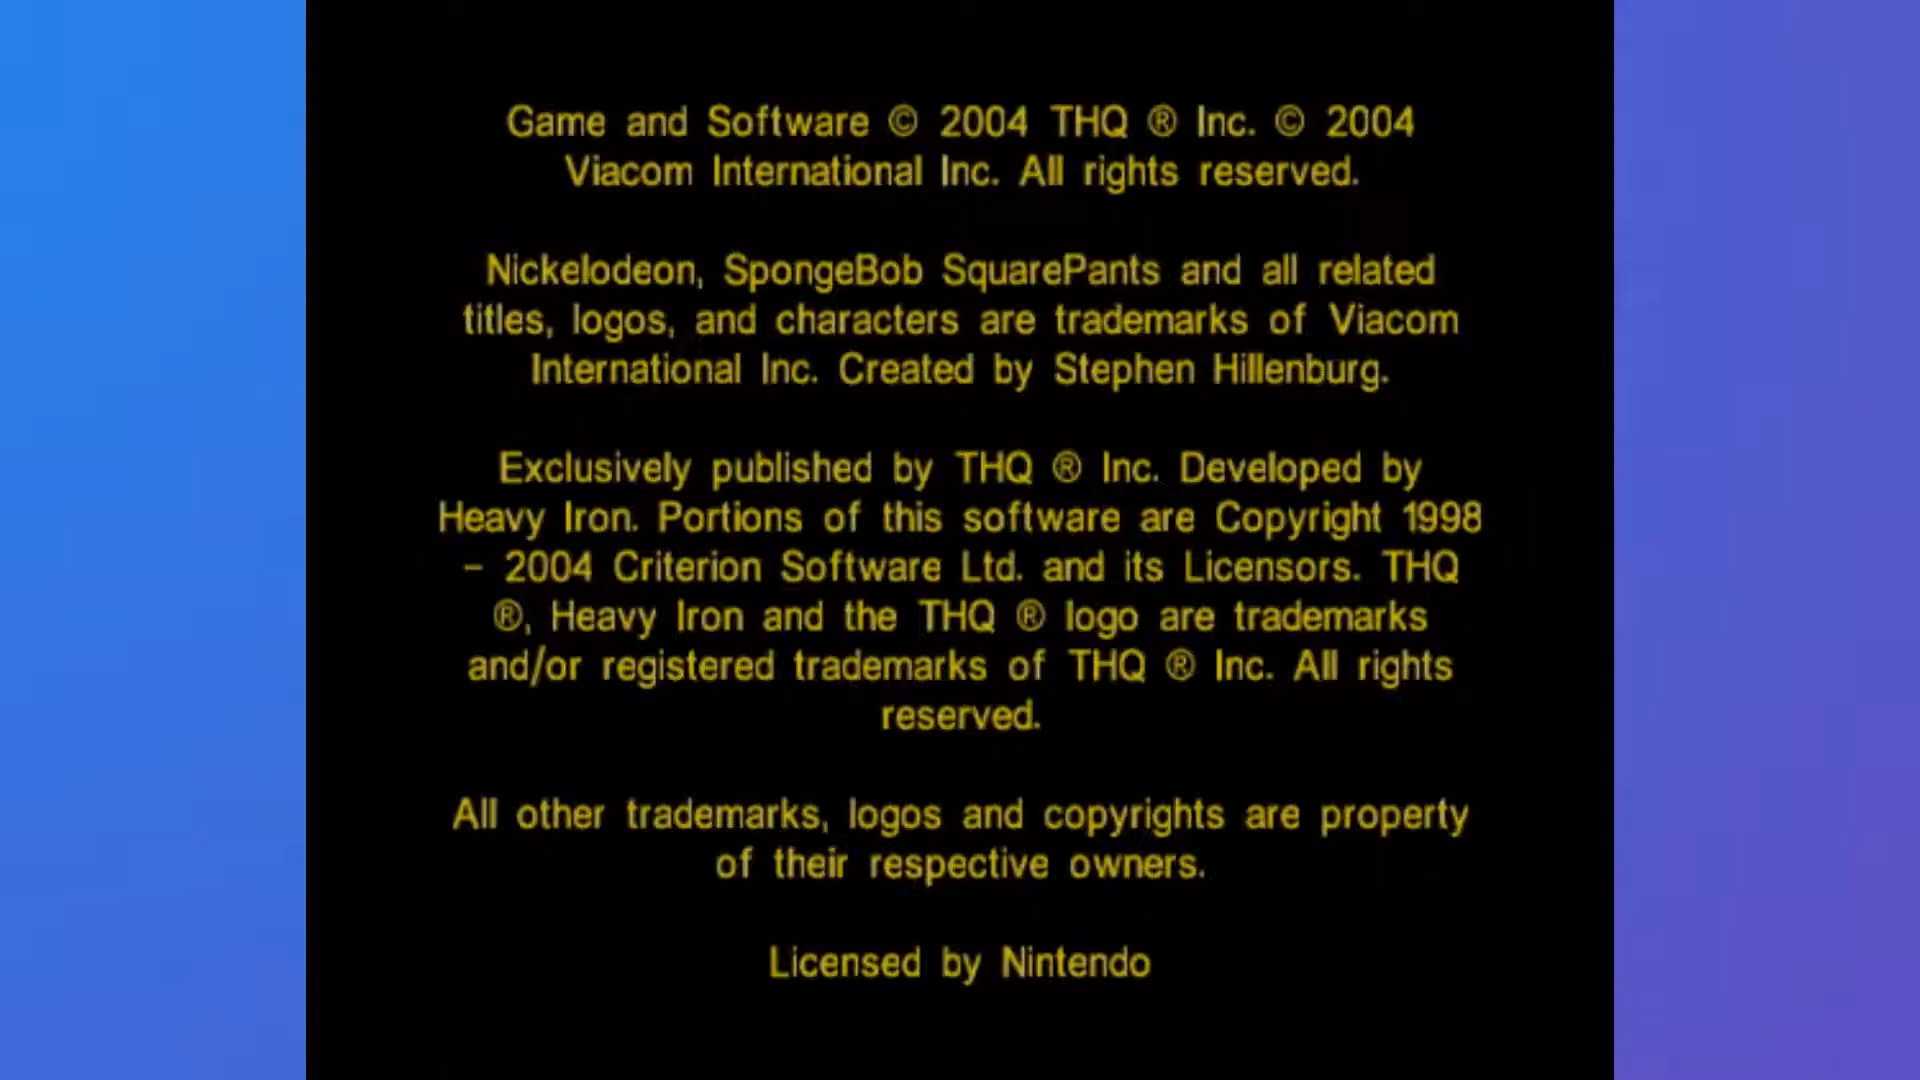 Game and Software © 2004 THQ ® Inc. © 2004
Viacom International Inc. All rights reserved.
Nickelodeon, SpongeBob SquarePants and all related
titles, logos, and characters are trademarks of Viacom
International Inc. Created by Stephen Hillenburg.
Exclusively published by THQ ® Inc. Developed by
Heavy Iron. Portions of this software are Copyright 1998
- 2004 Criterion Software Ltd. and its Licensors. THQ
®, Heavy Iron and the THQ ® logo are trademarks
and/or registered trademarks of THQ ® Inc. All rights
reserved.
All other trademarks, logos and copyrights are property
of their respective owners.
Licensed by Nintendo